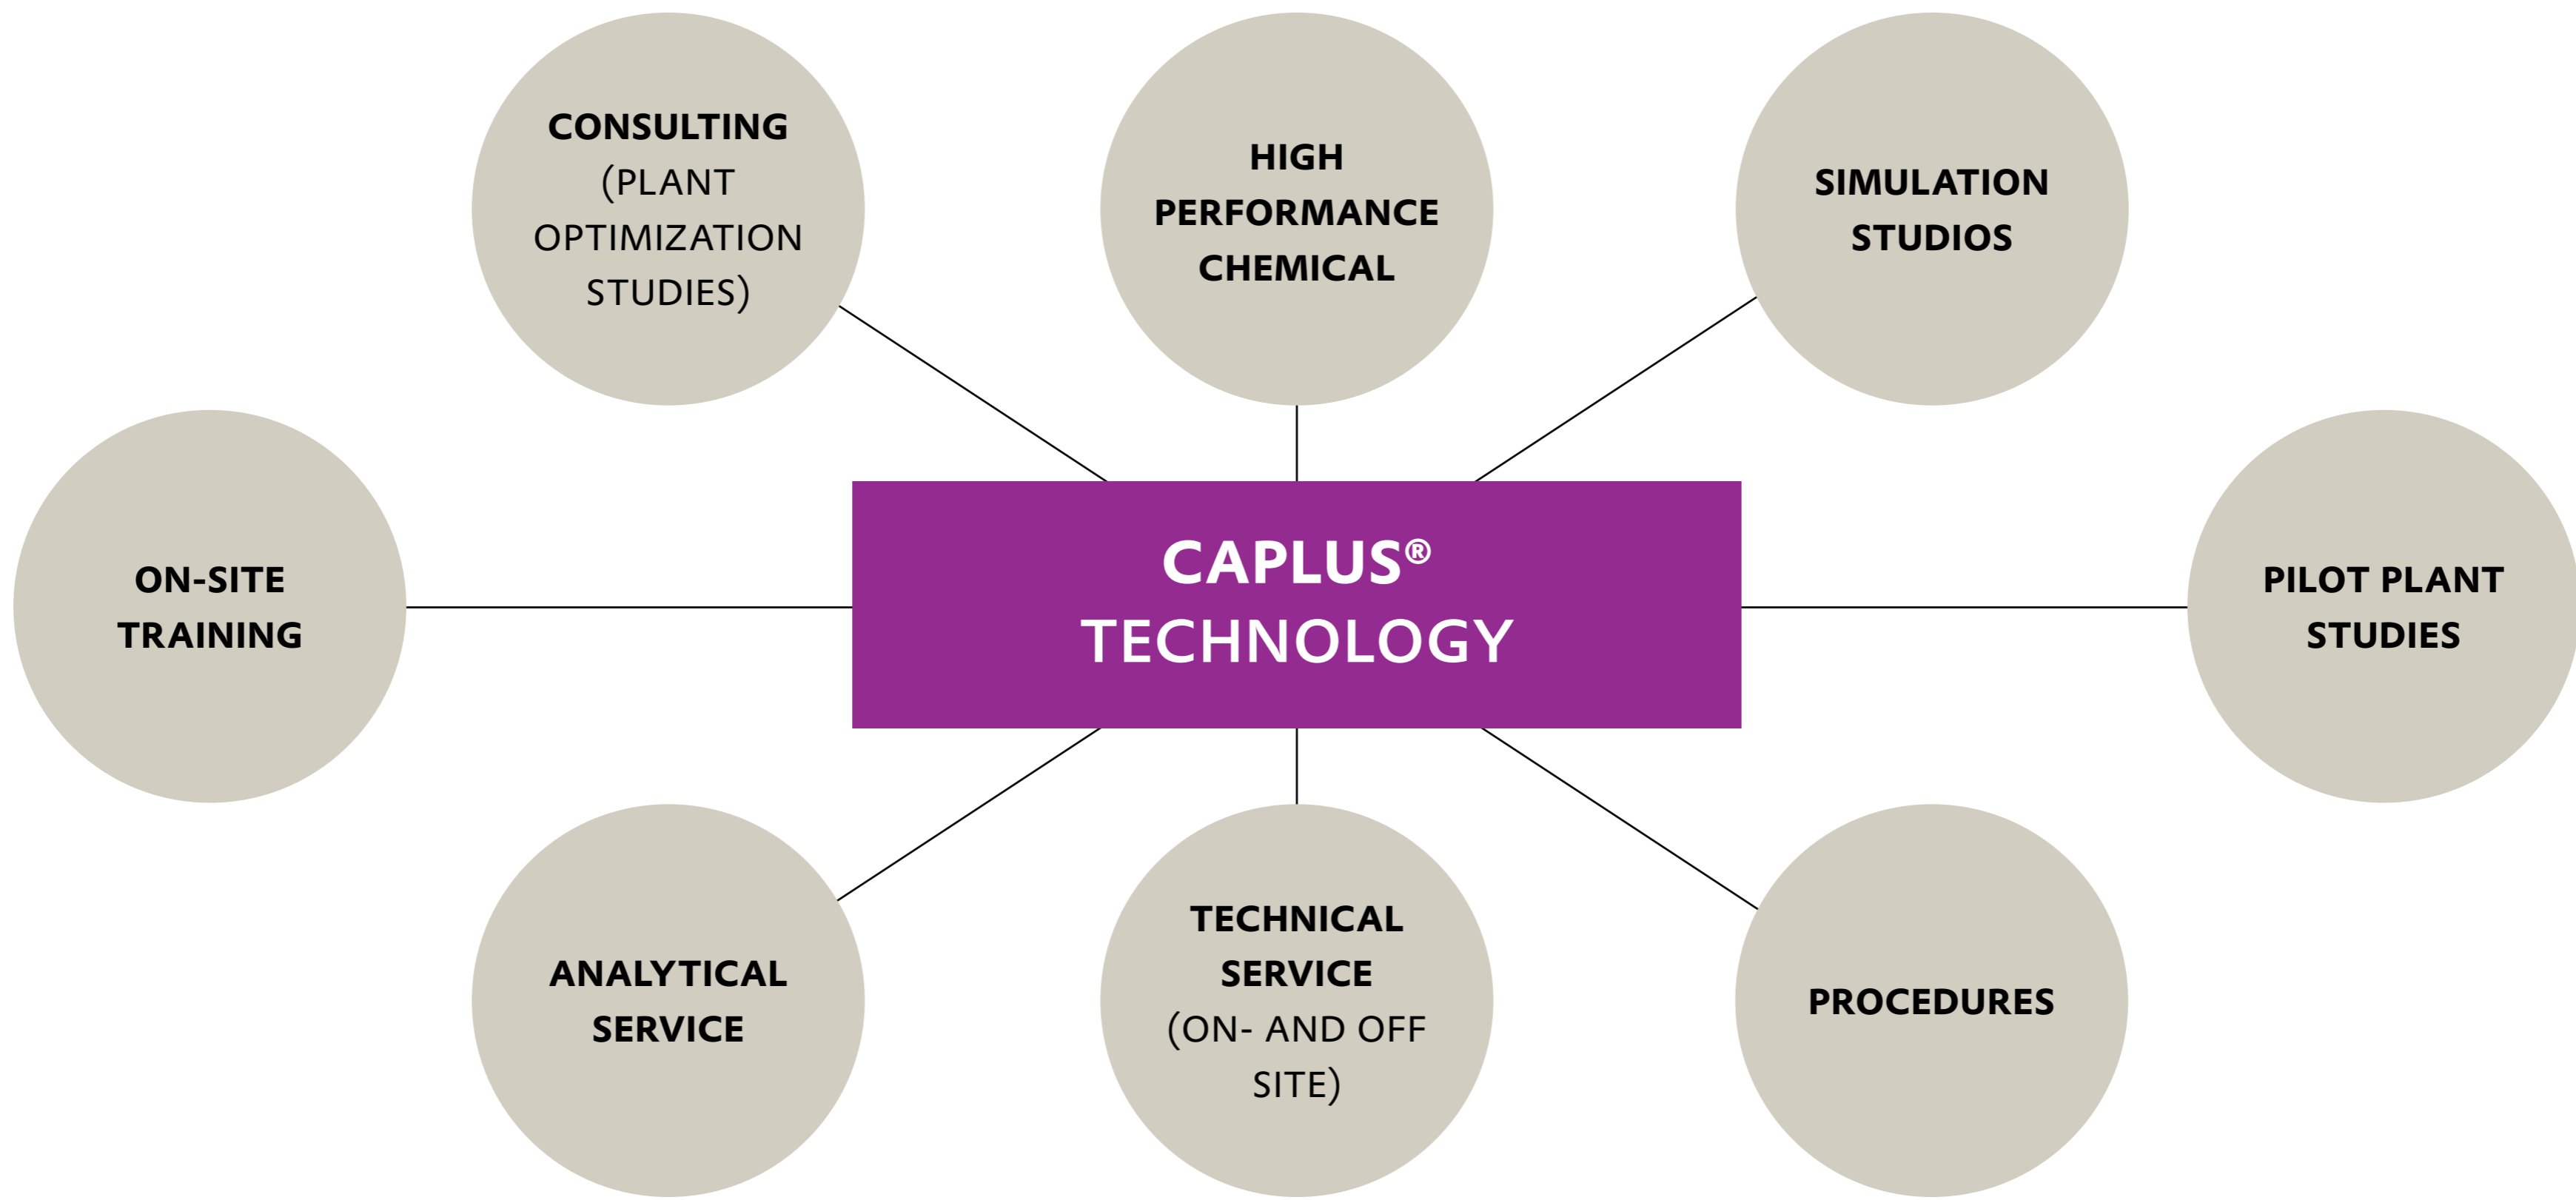 CONSULTING
(PLANT
OPTIMIZATION
STUDIES)
HIGH
PERFORMANCE
CHEMICAL
SIMULATION
STUDIOS
ON-SITE
TRAINING
CAPLUS®
TECHNOLOGY
PILOT PLANT
STUDIES
ANALYTICAL
SERVICE
TECHNICAL
SERVICE
(ON- AND OFF
SITE)
PROCEDURES